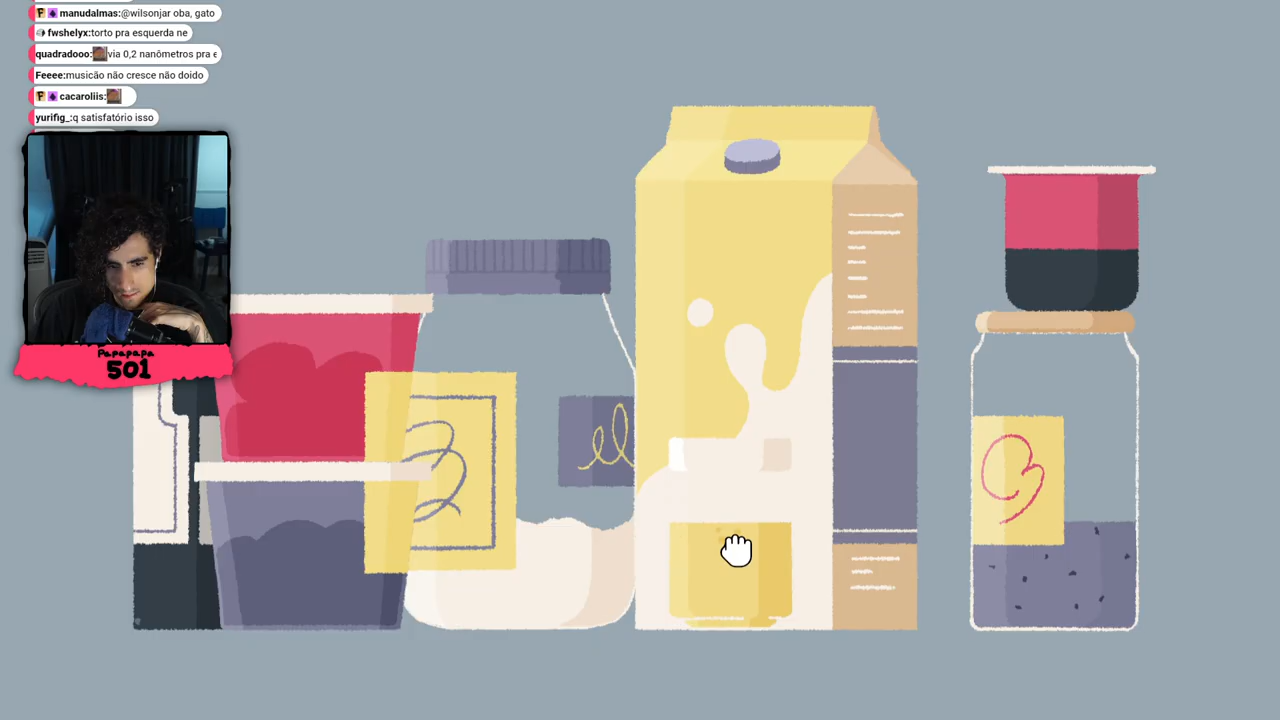 manudalmas:@wilsonjar oba, gato
fwshelyx:torto pra esquerda ne
quadradooo: via 0,2 nanômetros pra e
Feeee:musicão não cresce não doido
cacaroliis:
yurifig_:q satisfatório isso
Papapapa
501